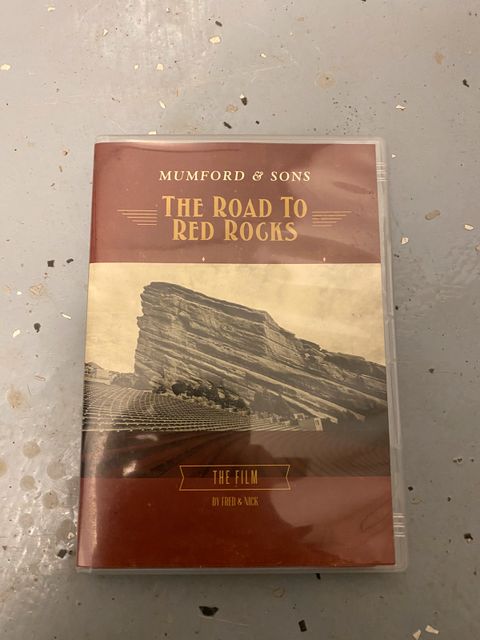 MUMFORD & SONS
THE ROAD TO
RED ROCKS
THE FILM
BY FRED & NICK